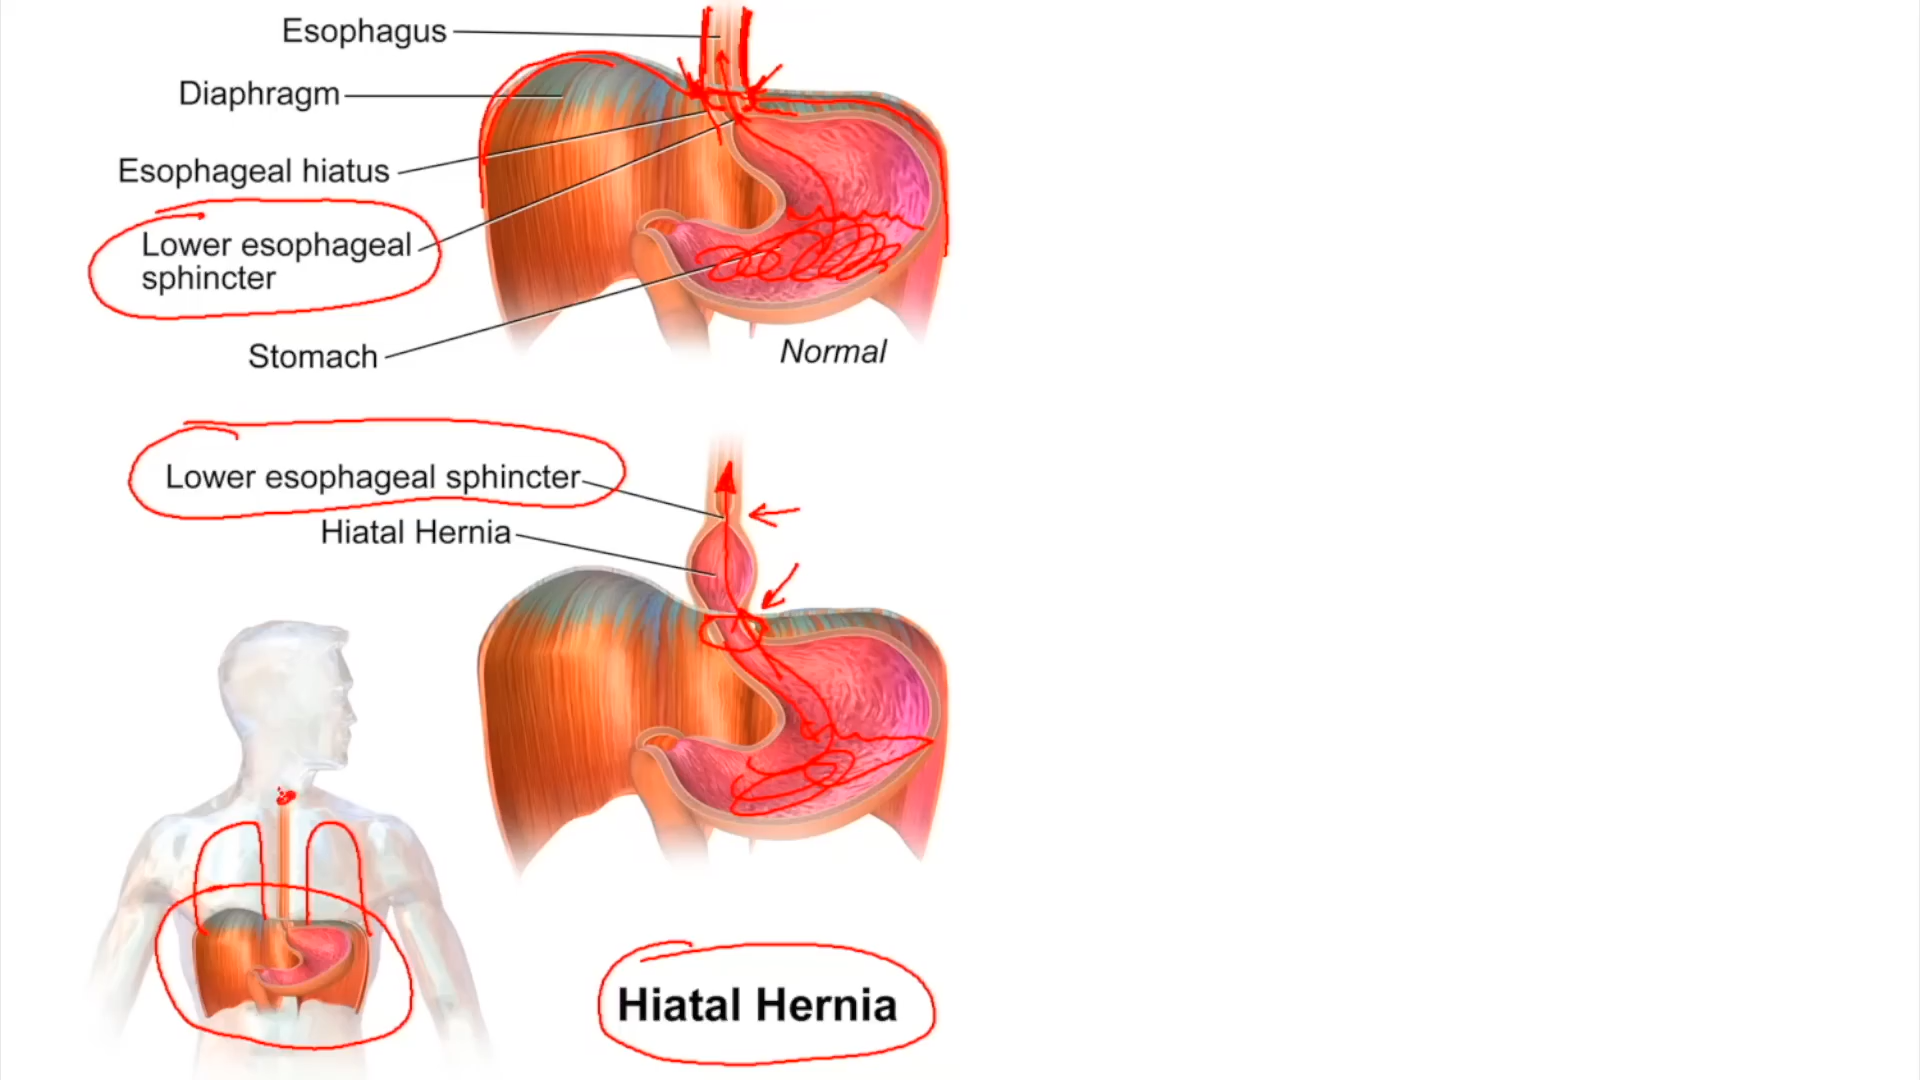 Esophagus
Diaphragm
Esophageal hiatus
Lower esophageal
sphincter
Stomach
Normal
Lower esophageal sphincter
Hiatal Hernia
Hiatal Hernia